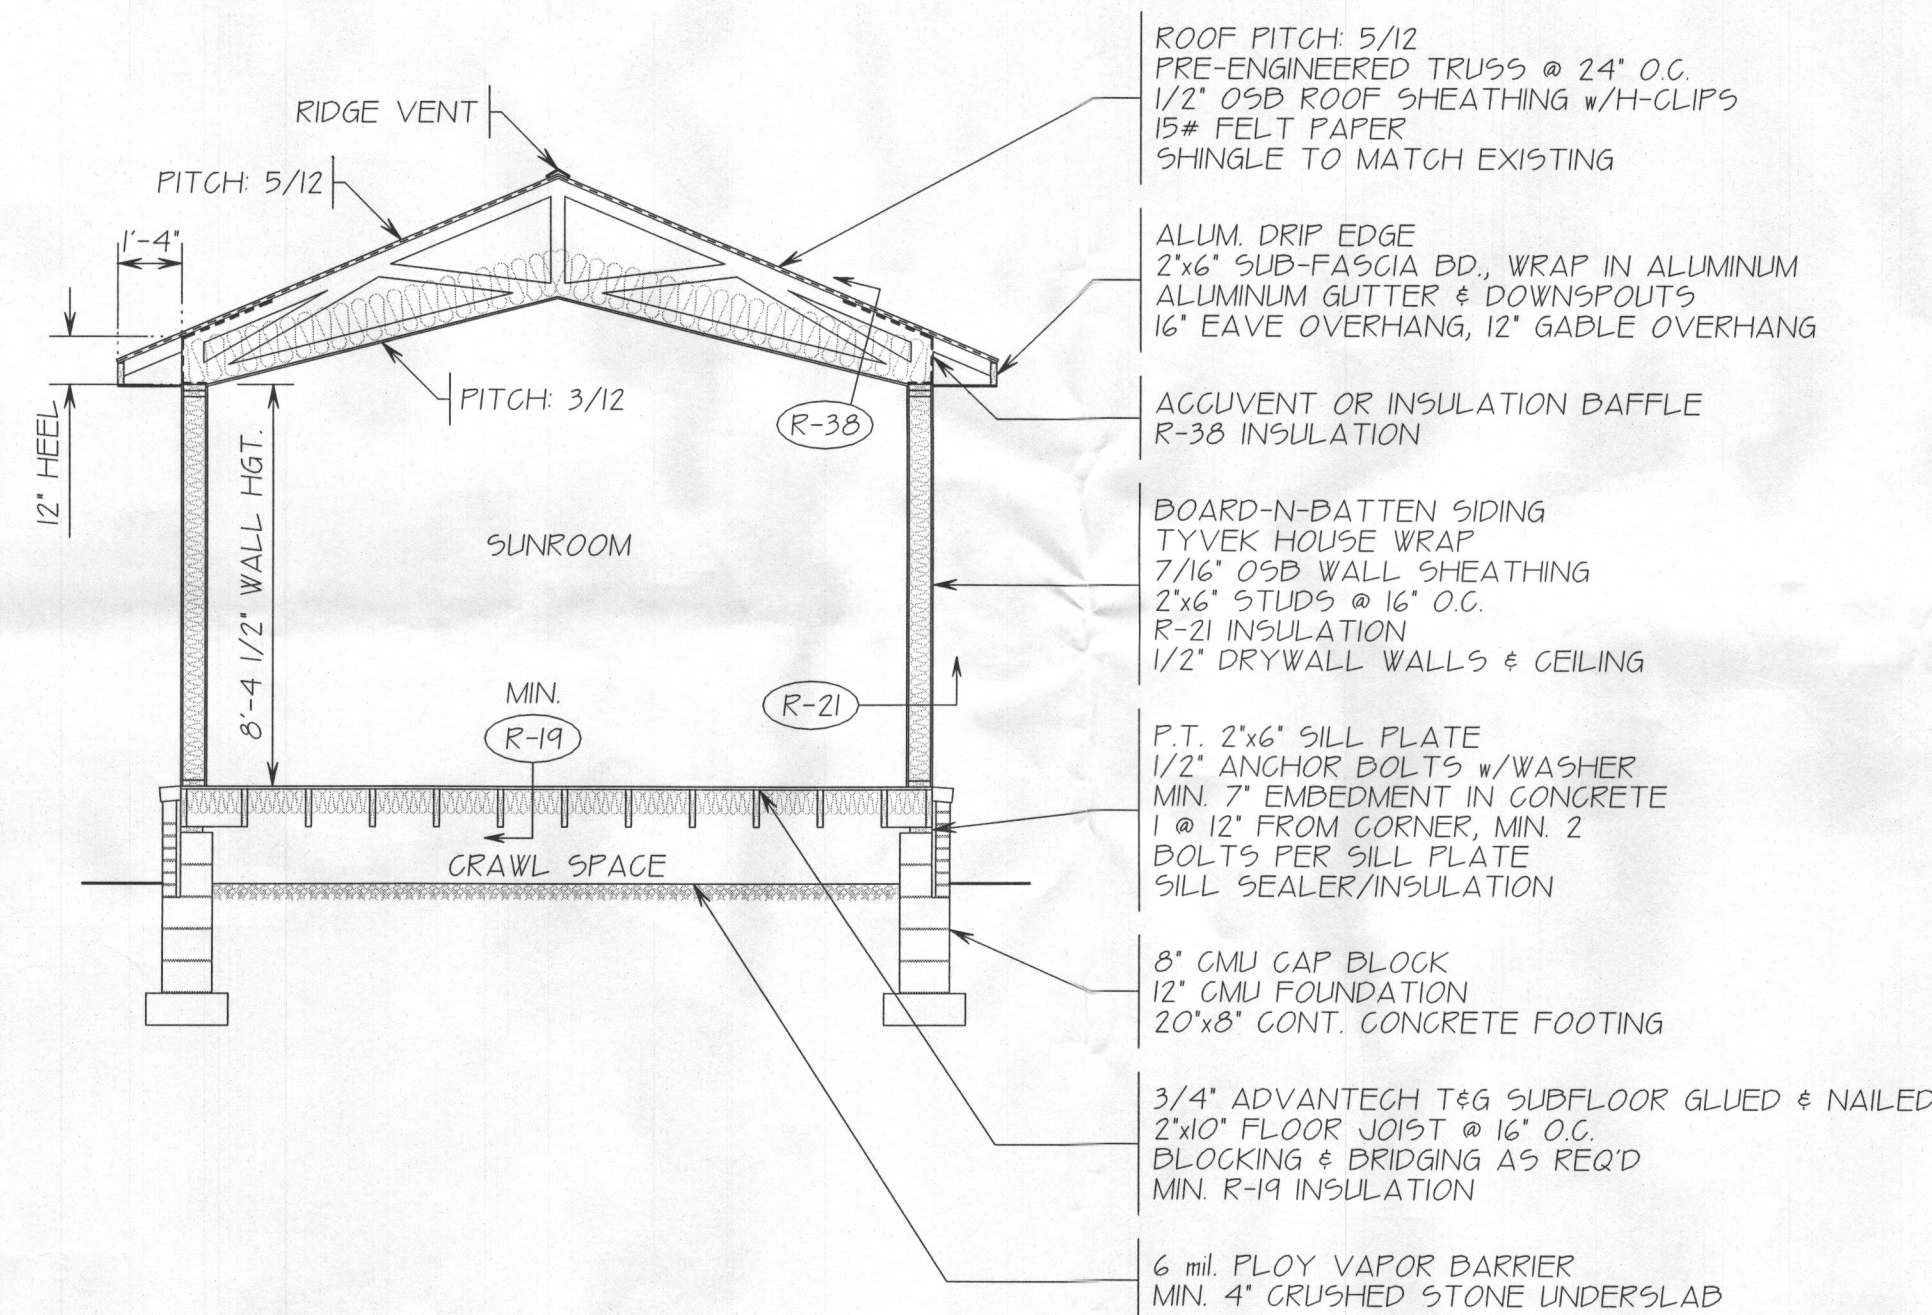 RIDGE VENT
PITCH: 5/12
1'-4"
12" HEEL
8'-4 1/2" WALL HGT.
PITCH: 3/12
R-38
SUNROOM
MIN.
R-19
R-21
CRAWL SPACE
ROOF PITCH: 5/12
PRE-ENGINEERED TRUSS @ 24" O.C.
1/2" OSB ROOF SHEATHING w/H-CLIPS
15# FELT PAPER
SHINGLE TO MATCH EXISTING
ALUM. DRIP EDGE
2"x6" SUB-FASCIA BD., WRAP IN ALUMINUM
ALUMINUM GUTTER & DOWNSPOUTS
16" EAVE OVERHANG, 12" GABLE OVERHANG
ACCUVENT OR INSULATION BAFFLE
R-38 INSULATION
BOARD-N-BATTEN SIDING
TYVEK HOUSE WRAP
7/16" OSB WALL SHEATHING
2"x6" STUDS @ 16" O.C.
R-21 INSULATION
1/2" DRYWALL WALLS & CEILING
P.T. 2"x6" SILL PLATE
1/2" ANCHOR BOLTS w/WASHER
MIN. 7" EMBEDMENT IN CONCRETE
1 @ 12" FROM CORNER, MIN. 2
BOLTS PER SILL PLATE
SILL SEALER/INSULATION
8" CMU CAP BLOCK
12" CMU FOUNDATION
20"x8" CONT. CONCRETE FOOTING
3/4" ADVANTECH T&G SUBFLOOR GLUED & NAILED
2"x10" FLOOR JOIST @ 16" O.C.
BLOCKING & BRIDGING AS REQ'D
MIN. R-19 INSULATION
6 mil. PLOY VAPOR BARRIER
MIN. 4" CRUSHED STONE UNDERSLAB